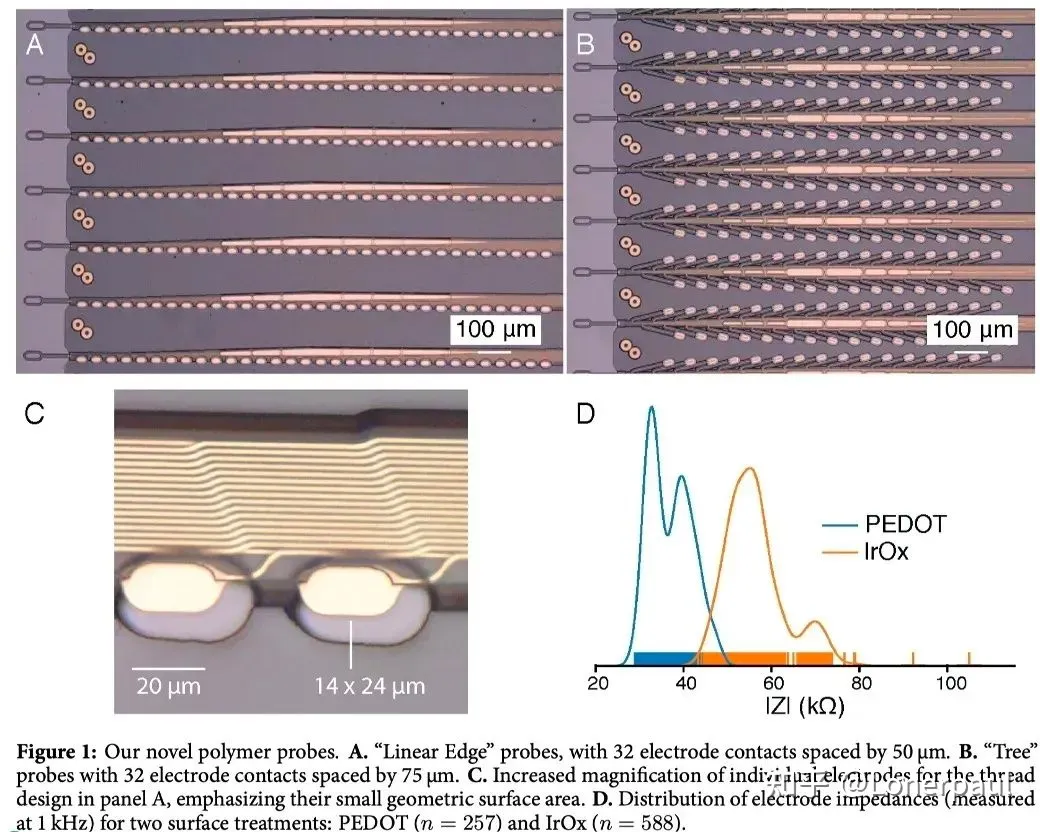 A
B
100 µm
100 µm
C
D
PEDOT
IrOx
20 µm
14 x 24 µm
20 40 60 80 100
|Z| (kΩ)
Figure 1: Our novel polymer probes. A. “Linear Edge” probes, with 32 electrode contacts spaced by 50 µm. B. “Tree”
probes with 32 electrode contacts spaced by 75 µm. C. Increased magnification of individual electrodes for the thread
design in panel A, emphasizing their small geometric surface area. D. Distribution of electrode impedances (measured
at 1 kHz) for two surface treatments: PEDOT (n = 257) and IrOx (n = 588).
知乎 @Lonerpaul